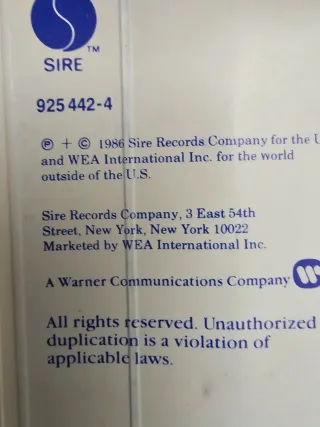 ™
SIRE
925 442-4
℗ + © 1986 Sire Records Company for the U
and WEA International Inc. for the world
outside of the U.S.
Sire Records Company, 3 East 54th
Street, New York, New York 10022
Marketed by WEA International Inc.
A Warner Communications Company
All rights reserved. Unauthorized
duplication is a violation of
applicable laws.